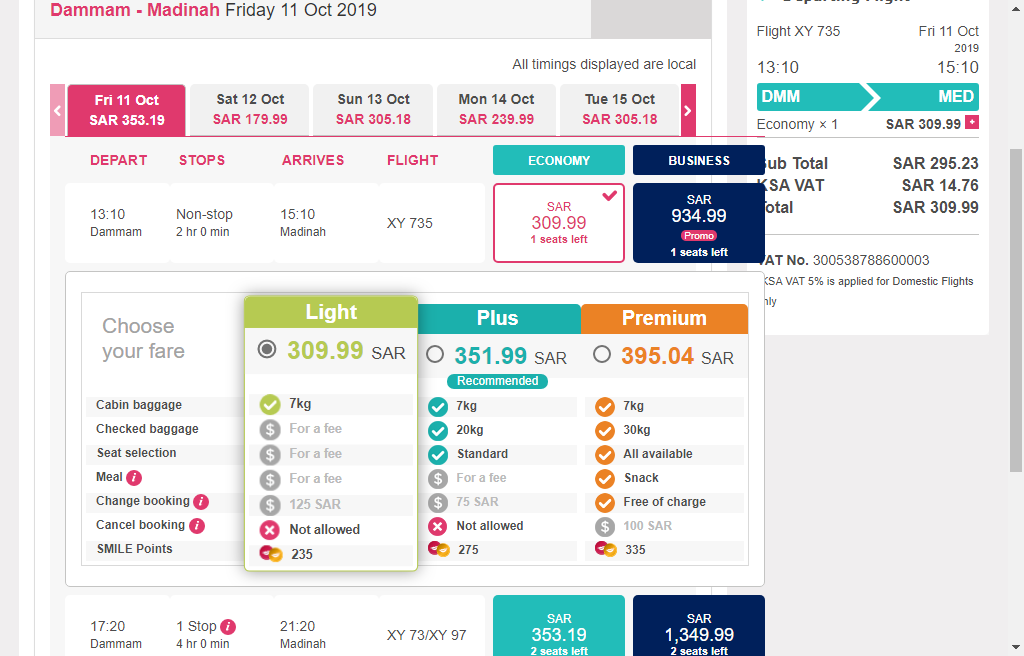 Dammam - Madinah Friday 11 Oct 2019
All timings displayed are local
Fri 11 Oct
SAR 353.19
Sat 12 Oct
SAR 179.99
Sun 13 Oct
SAR 305.18
Mon 14 Oct
SAR 239.99
Tue 15 Oct
SAR 305.18
DEPART STOPS ARRIVES FLIGHT ECONOMY BUSINESS
13:10
Dammam
Non-stop
2 hr 0 min
15:10
Madinah
XY 735
SAR
309.99
1 seats left
SAR
934.99
Promo
1 seats left
Choose
your fare
Light
309.99 SAR
Plus
351.99 SAR
Recommended
Premium
395.04 SAR
Cabin baggage 7kg 7kg 7kg
Checked baggage For a fee 20kg 30kg
Seat selection For a fee Standard All available
Meal i For a fee For a fee Snack
Change booking i 125 SAR 75 SAR Free of charge
Cancel booking i Not allowed Not allowed 100 SAR
SMILE Points 235 275 335
17:20
Dammam
1 Stop i
4 hr 0 min
21:20
Madinah
XY 73/XY 97
SAR
353.19
2 seats left
SAR
1,349.99
2 seats left
Flight XY 735 Fri 11 Oct
2019
13:10 15:10
DMM MED
Economy × 1 SAR 309.99 +
ub Total SAR 295.23
KSA VAT SAR 14.76
otal SAR 309.99
VAT No. 300538788600003
KSA VAT 5% is applied for Domestic Flights
nly